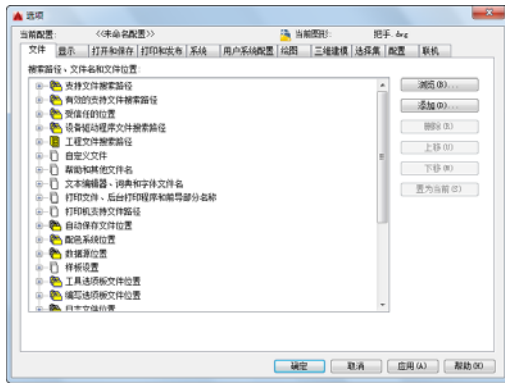 选项
当前配置: <<未命名配置>> 当前图形: 把手.dwg
文件 显示 打开和保存 打印和发布 系统 用户系统配置 绘图 三维建模 选择集 配置 联机
搜索路径、文件名和文件位置:
支持文件搜索路径
有效的支持文件搜索路径
受信任的位置
设备驱动程序文件搜索路径
工程文件搜索路径
自定义文件
帮助和其他文件名
文本编辑器、词典和字体文件名
打印文件、后台打印程序和前导部分名称
打印机支持文件路径
自动保存文件位置
配色系统位置
数据源位置
样板设置
工具选项板文件位置
编写选项板文件位置
日志文件位置
浏览(B)...
添加(D)...
删除(R)
上移(U)
下移(M)
置为当前(C)
确定 取消 应用(A) 帮助(H)